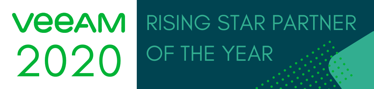 veeAM
2020
RISING STAR PARTNER
OF THE YEAR